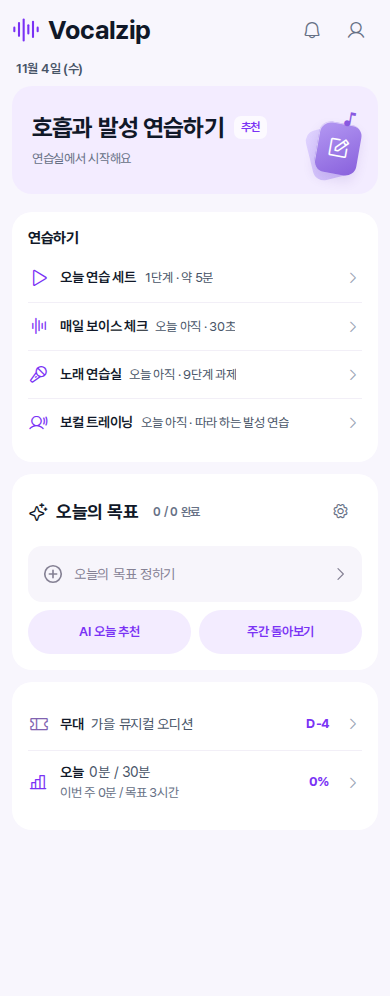 Vocalzip
11월 4일 (수)
호흡과 발성 연습하기 추천
연습실에서 시작해요
연습하기
오늘 연습 세트 1단계 · 약 5분
매일 보이스 체크 오늘 아직 · 30초
노래 연습실 오늘 아직 · 9단계 과제
보컬 트레이닝 오늘 아직 · 따라 하는 발성 연습
오늘의 목표 0 / 0 완료
오늘의 목표 정하기
AI 오늘 추천 주간 돌아보기
무대 가을 뮤지컬 오디션 D-4
오늘 0분 / 30분 0%
이번 주 0분 / 목표 3시간